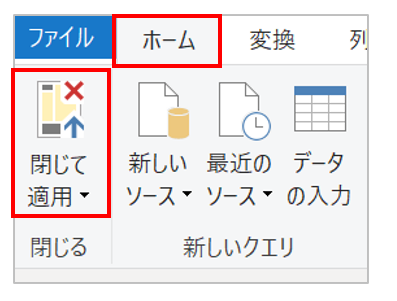 ファイル ホーム 変換 列
閉じて 新しい 最近の データ
適用 ソース ソース の入力
閉じる 新しいクエリ